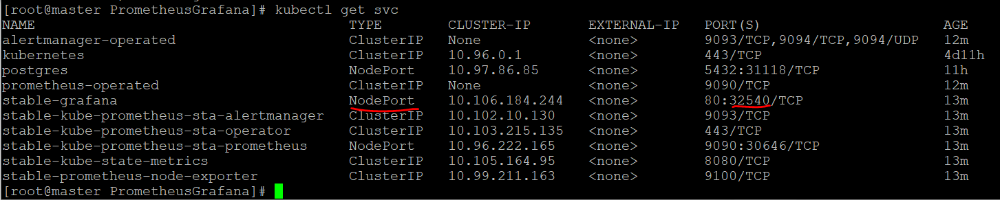 [root@master PrometheusGrafana]# kubectl get svc
NAME TYPE CLUSTER-IP EXTERNAL-IP PORT(S) AGE
alertmanager-operated ClusterIP None <none> 9093/TCP,9094/TCP,9094/UDP 12m
kubernetes ClusterIP 10.96.0.1 <none> 443/TCP 4d11h
postgres NodePort 10.97.86.85 <none> 5432:31118/TCP 11h
prometheus-operated ClusterIP None <none> 9090/TCP 12m
stable-grafana NodePort 10.106.184.244 <none> 80:32540/TCP 13m
stable-kube-prometheus-sta-alertmanager ClusterIP 10.102.10.130 <none> 9093/TCP 13m
stable-kube-prometheus-sta-operator ClusterIP 10.103.215.135 <none> 443/TCP 13m
stable-kube-prometheus-sta-prometheus NodePort 10.96.222.165 <none> 9090:30646/TCP 13m
stable-kube-state-metrics ClusterIP 10.105.164.95 <none> 8080/TCP 13m
stable-prometheus-node-exporter ClusterIP 10.99.211.163 <none> 9100/TCP 13m
[root@master PrometheusGrafana]#